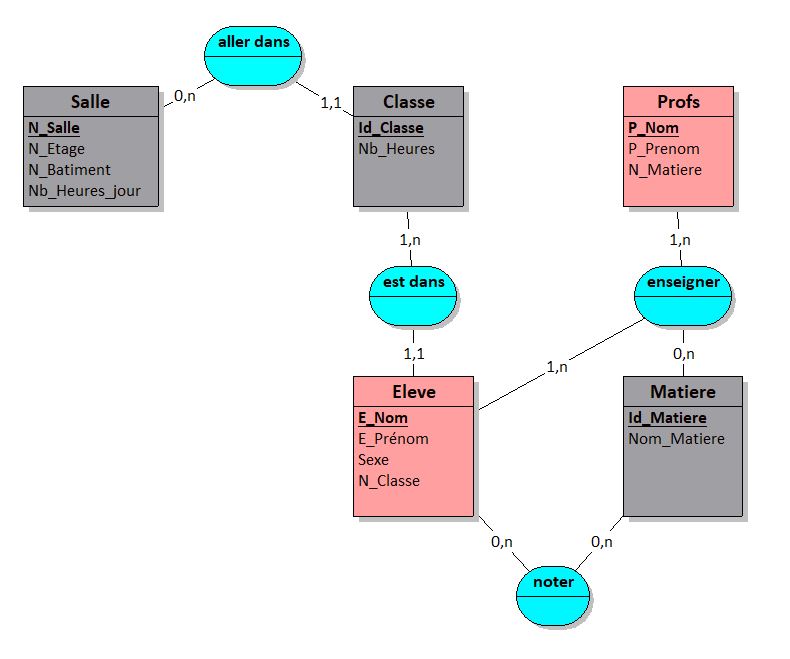 aller dans
0,n
1,1
Salle
N_Salle
N_Etage
N_Batiment
Nb_Heures_jour
Classe
Id_Classe
Nb_Heures
Profs
P_Nom
P_Prenom
N_Matiere
1,n
1,n
est dans
enseigner
1,1
1,n
0,n
Eleve
E_Nom
E_Prénom
Sexe
N_Classe
Matiere
Id_Matiere
Nom_Matiere
0,n
0,n
noter